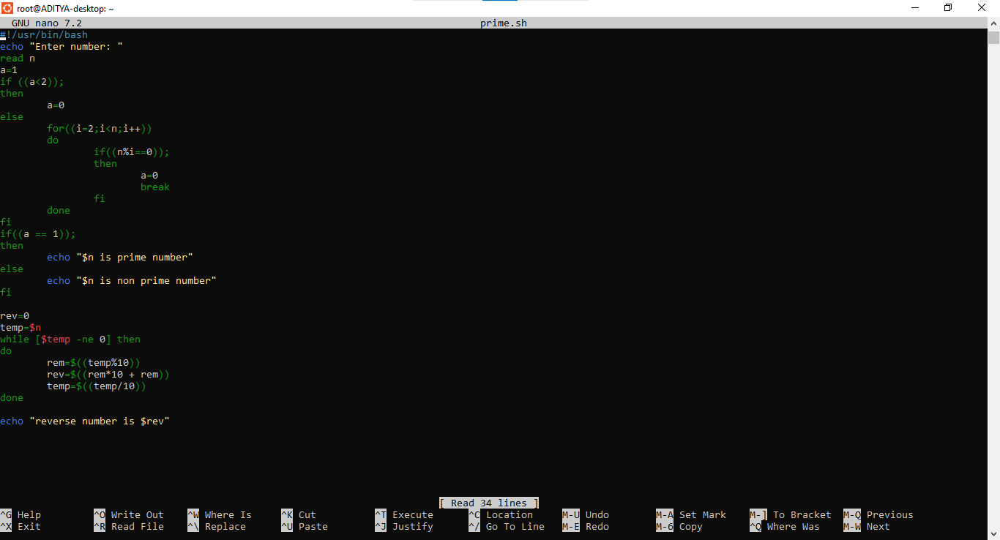 root@ADITYA-desktop: ~
GNU nano 7.2 prime.sh
#!/usr/bin/bash
echo "Enter number: "
read n
a=1
if ((a<2));
then
        a=0
else
        for((i=2;i<n;i++))
        do
                if((n%i==0));
                then
                        a=0
                        break
                fi
        done
fi
if((a == 1));
then
        echo "$n is prime number"
else
        echo "$n is non prime number"
fi

rev=0
temp=$n
while [$temp -ne 0] then
do
        rem=$((temp%10))
        rev=$((rem*10 + rem))
        temp=$((temp/10))
done

echo "reverse number is $rev"
[ Read 34 lines ]
^G Help ^O Write Out ^W Where Is ^K Cut ^T Execute ^C Location M-U Undo M-A Set Mark M-] To Bracket M-Q Previous
^X Exit ^R Read File ^\ Replace ^U Paste ^J Justify ^/ Go To Line M-E Redo M-6 Copy ^Q Where Was M-W Next